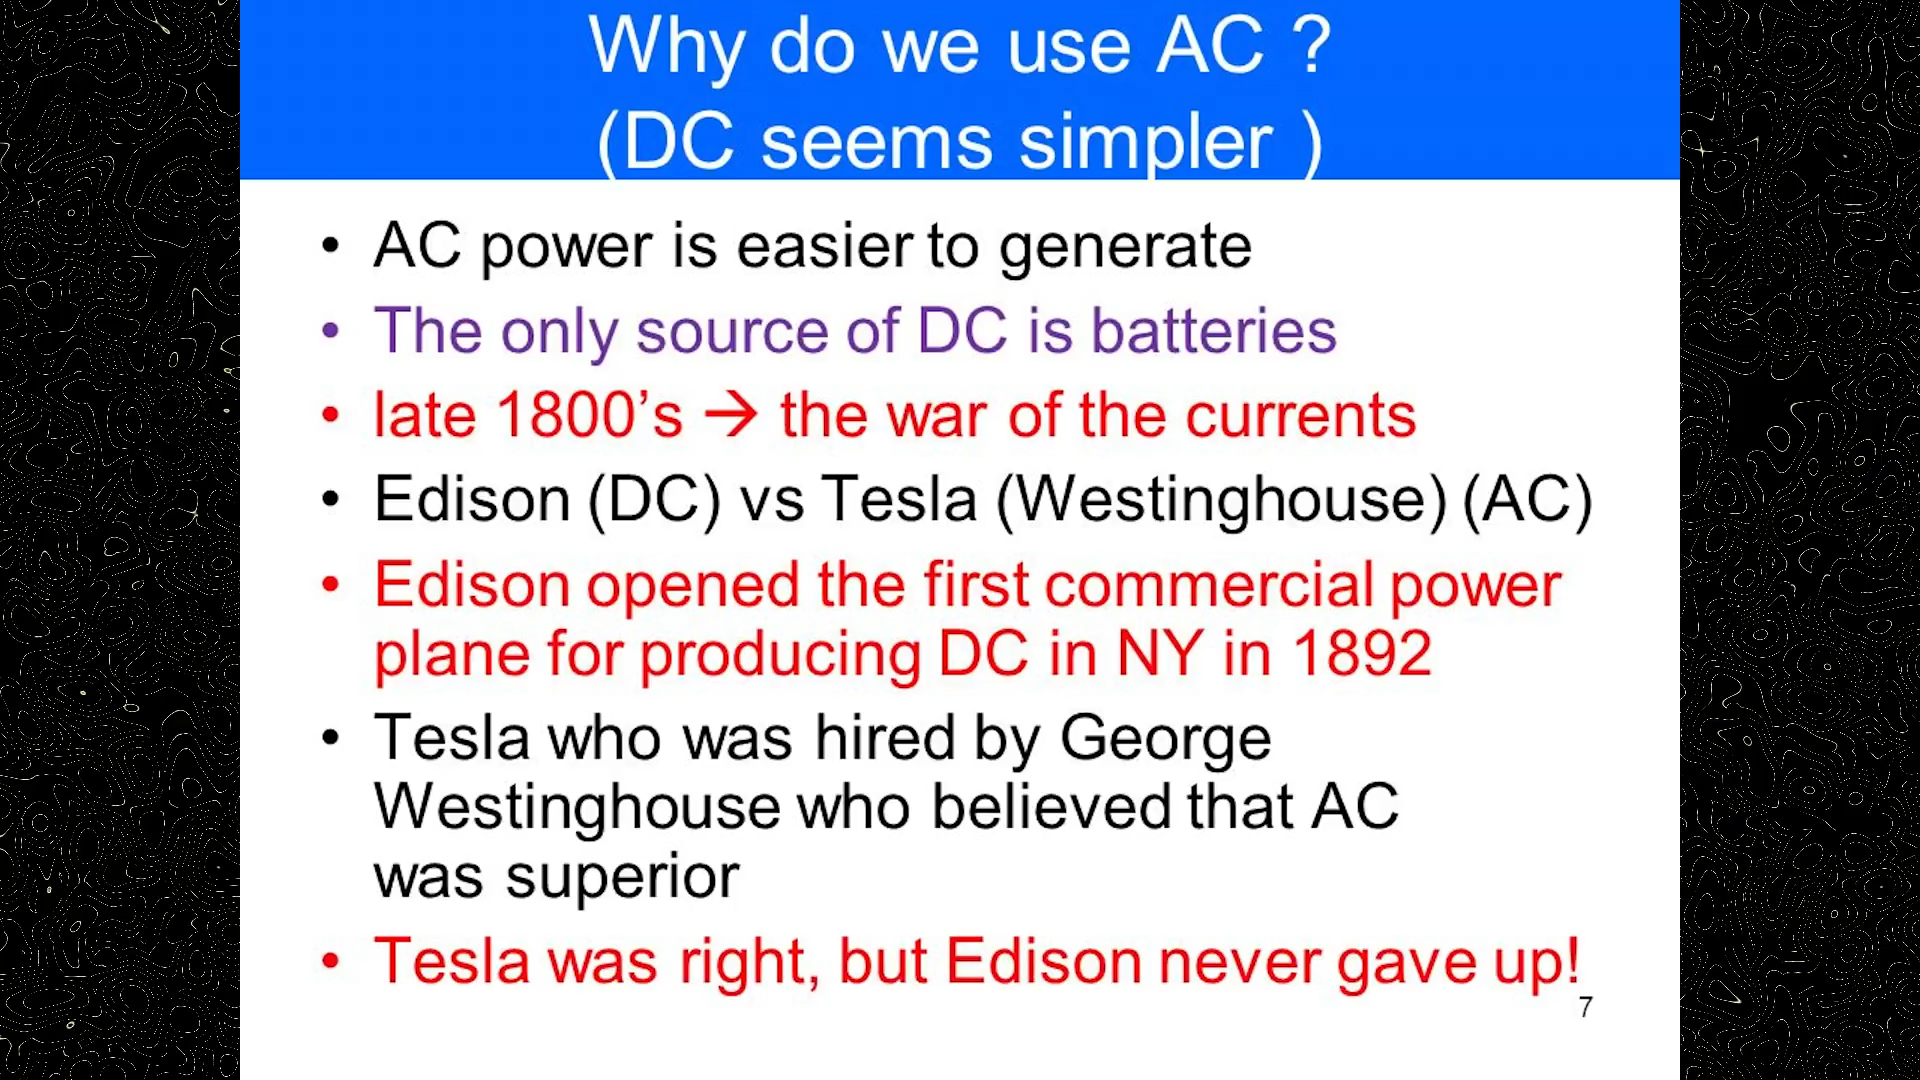 Why do we use AC ?
(DC seems simpler )
• AC power is easier to generate
• The only source of DC is batteries
• late 1800’s → the war of the currents
• Edison (DC) vs Tesla (Westinghouse) (AC)
• Edison opened the first commercial power
plane for producing DC in NY in 1892
• Tesla who was hired by George
Westinghouse who believed that AC
was superior
• Tesla was right, but Edison never gave up!
7